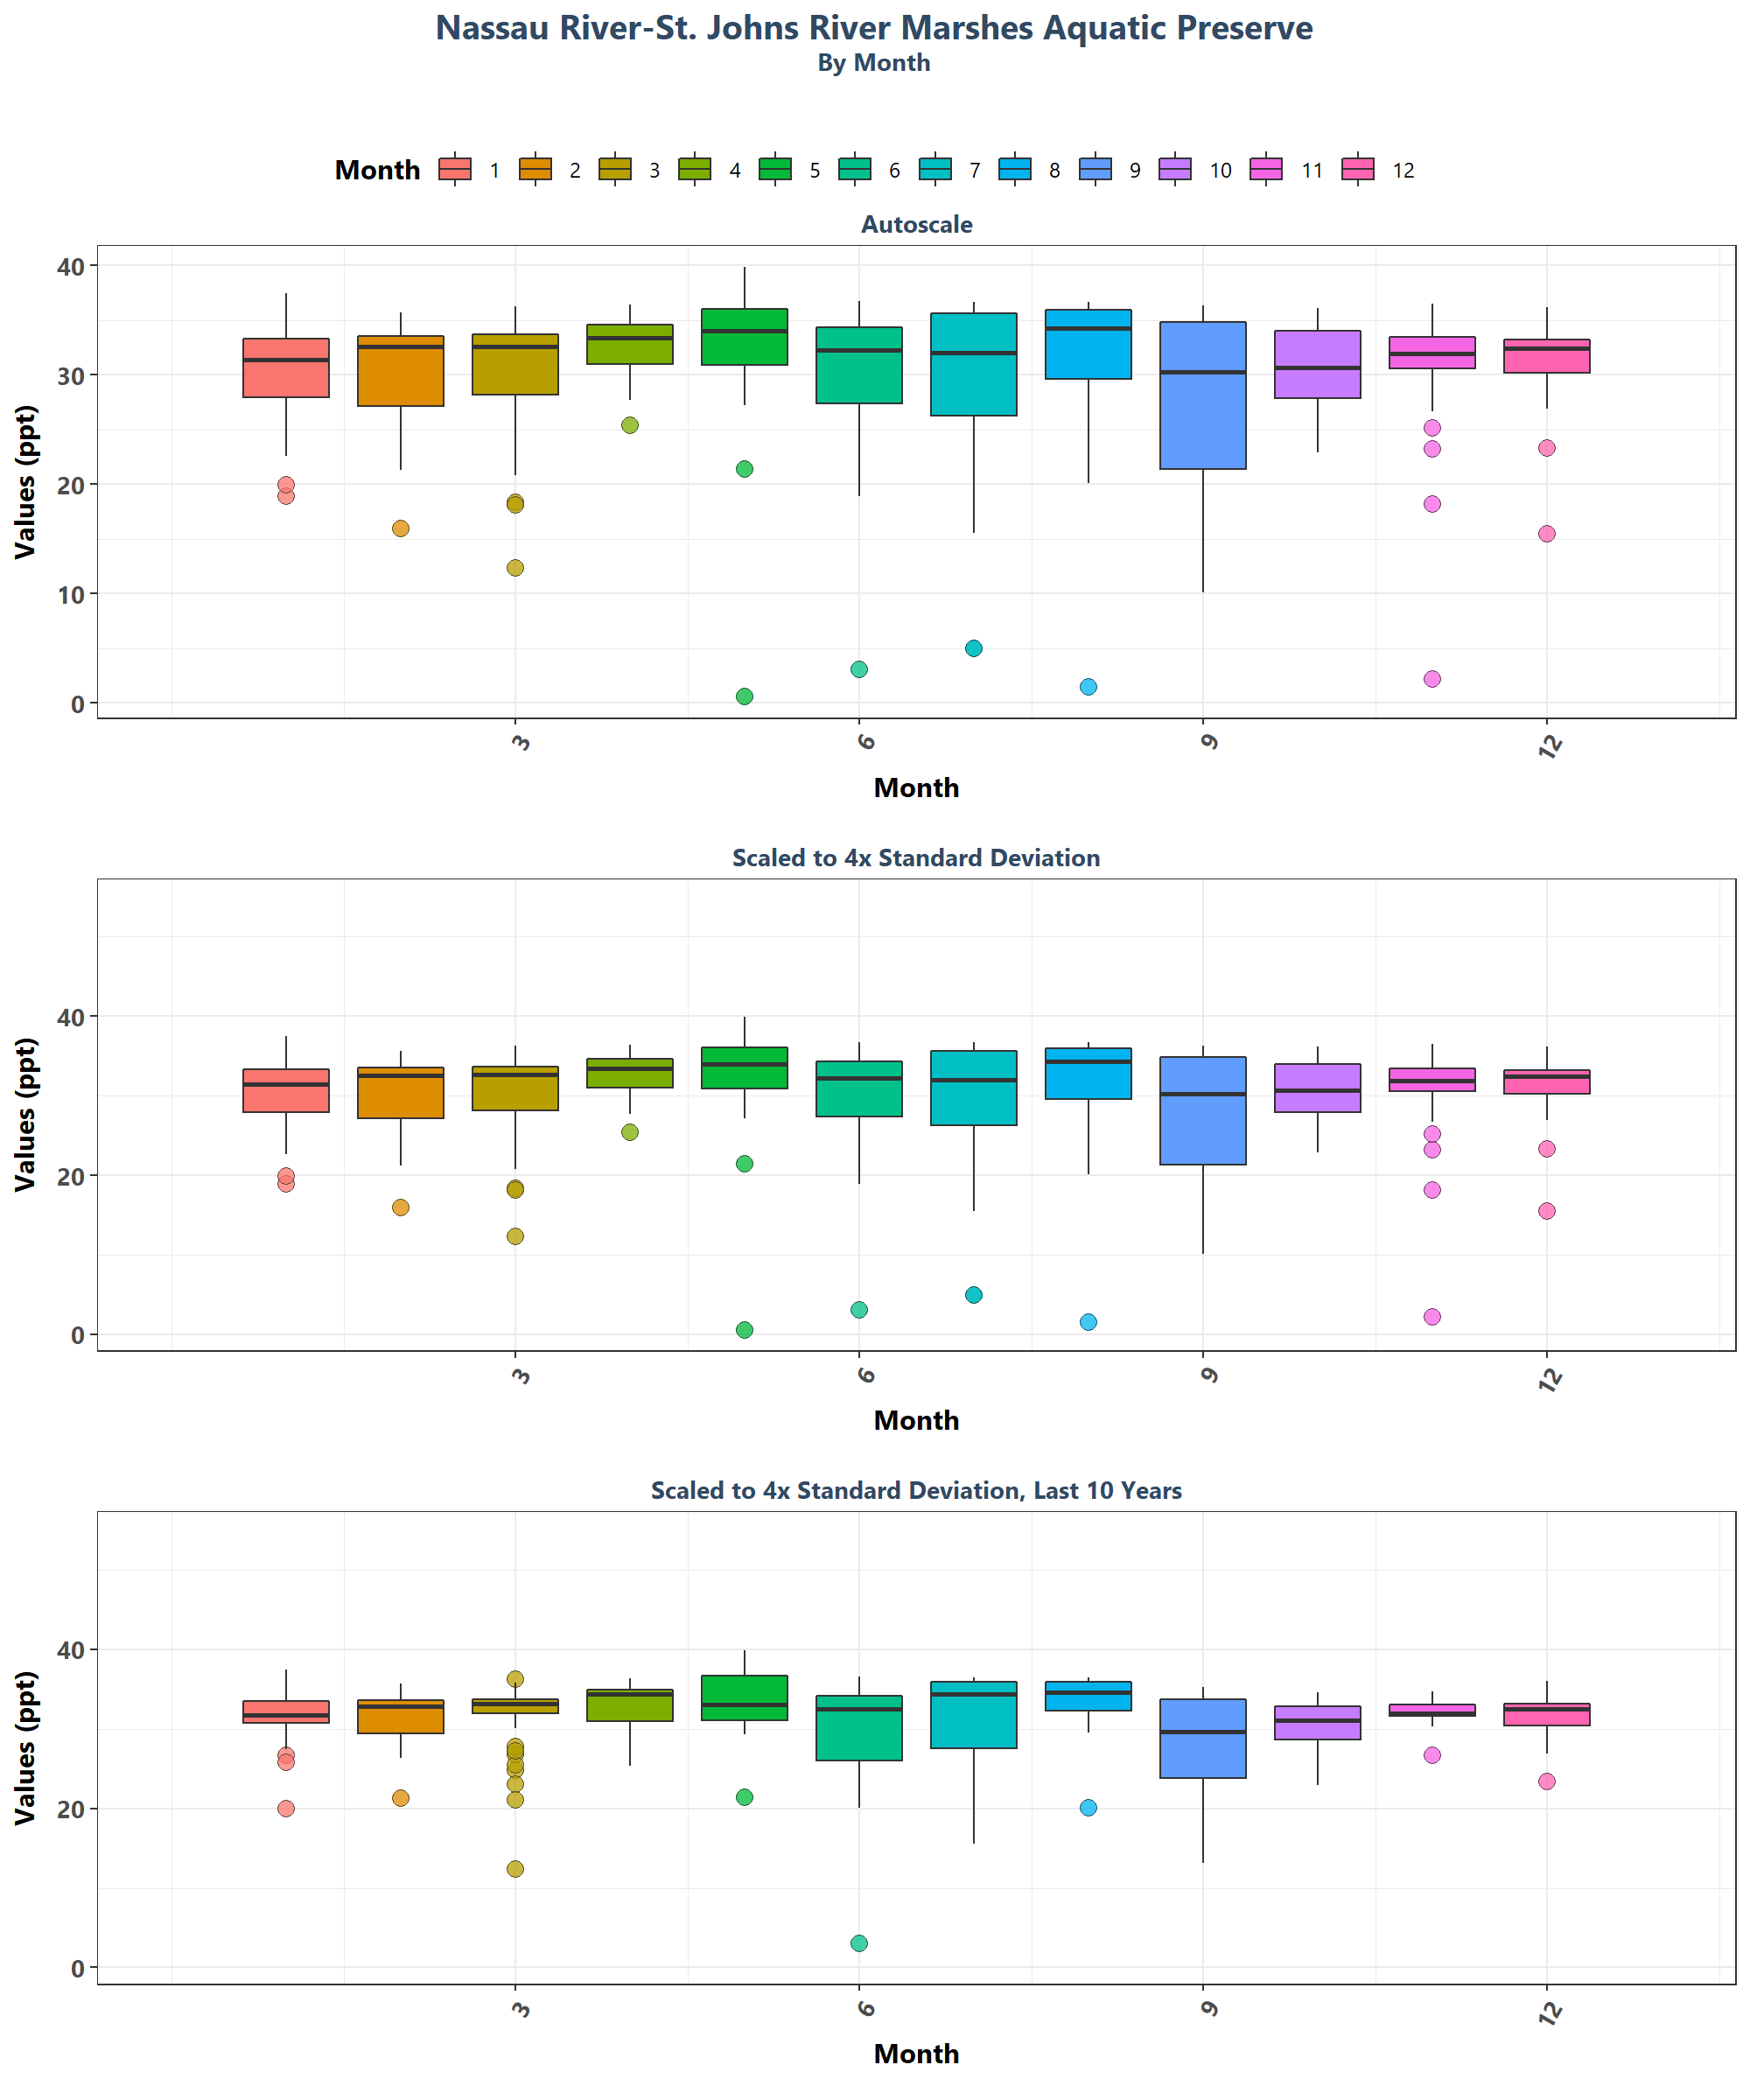 Nassau River-St. Johns River Marshes Aquatic Preserve
By Month
Month 1 2 3 4 5 6 7 8 9 10 11 12
Autoscale
Values (ppt)
40
30
20
10
0
3 6 9 12
Month
Scaled to 4x Standard Deviation
Values (ppt)
40
20
0
3 6 9 12
Month
Scaled to 4x Standard Deviation, Last 10 Years
Values (ppt)
40
20
0
3 6 9 12
Month